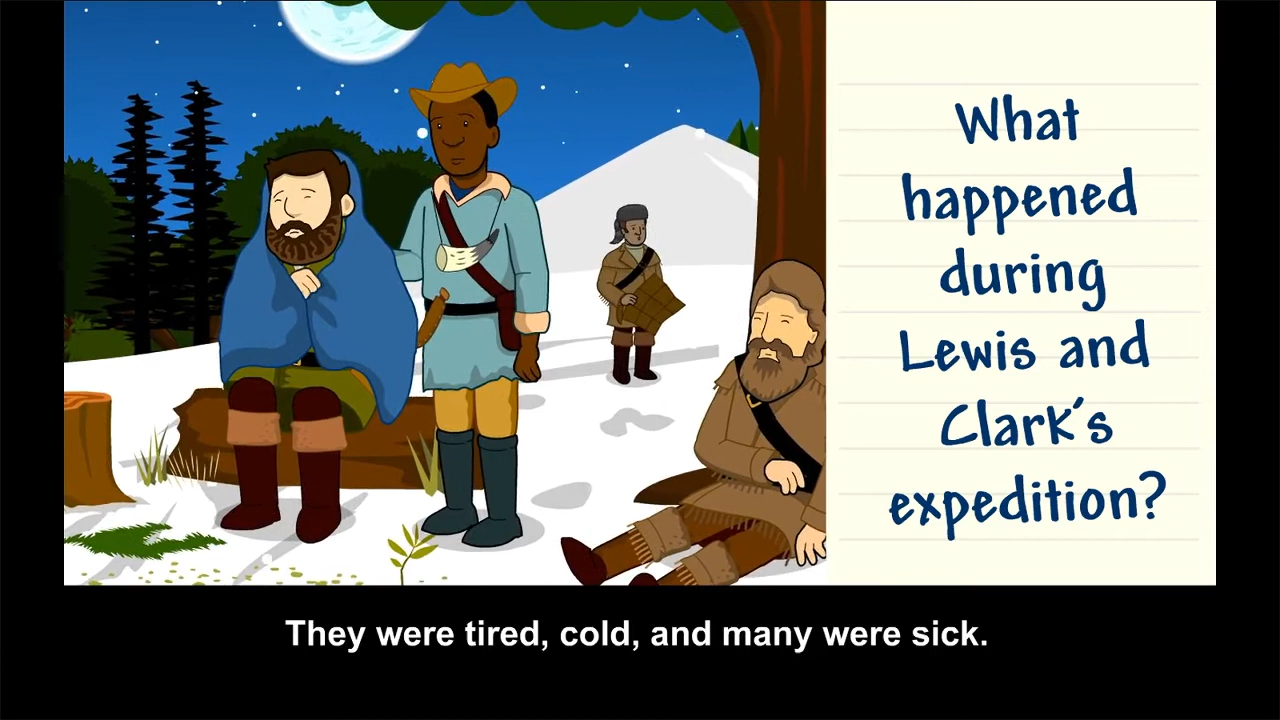 What
happened
during
Lewis and
Clark's
expedition?
They were tired, cold, and many were sick.